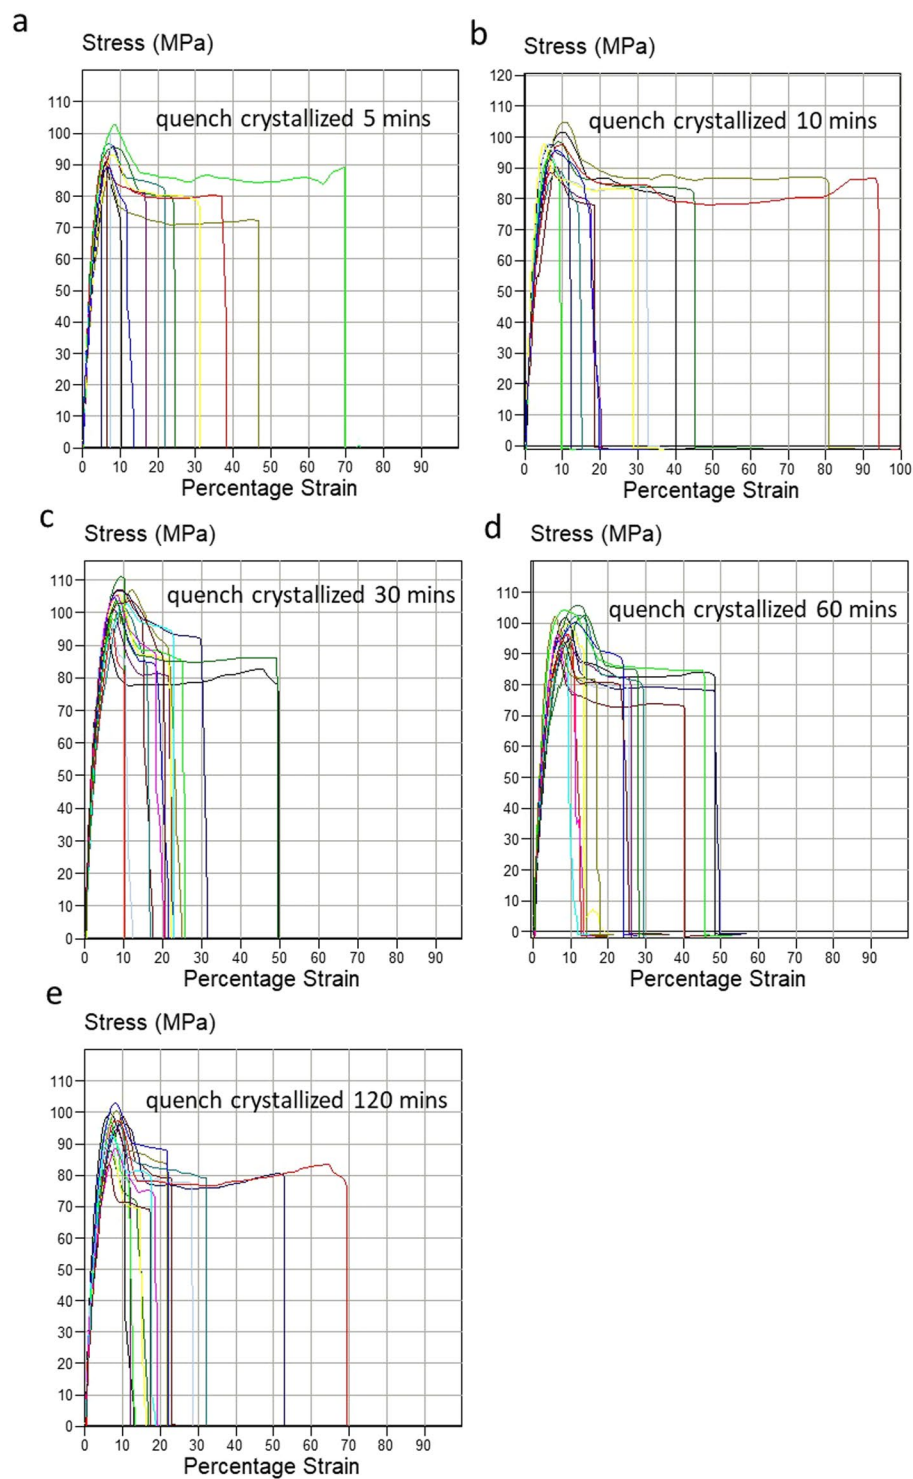 a
Stress (MPa)
110
100
90
80
70
60
50
40
30
20
10
0
quench crystallized 5 mins
0 10 20 30 40 50 60 70 80 90
Percentage Strain
b
Stress (MPa)
120
110
100
90
80
70
60
50
40
30
20
10
0
quench crystallized 10 mins
0 10 20 30 40 50 60 70 80 90 100
Percentage Strain
c
Stress (MPa)
110
100
90
80
70
60
50
40
30
20
10
0
quench crystallized 30 mins
0 10 20 30 40 50 60 70 80 90
Percentage Strain
d
Stress (MPa)
110
100
90
80
70
60
50
40
30
20
10
0
quench crystallized 60 mins
0 10 20 30 40 50 60 70 80 90
Percentage Strain
e
Stress (MPa)
110
100
90
80
70
60
50
40
30
20
10
0
quench crystallized 120 mins
0 10 20 30 40 50 60 70 80 90
Percentage Strain